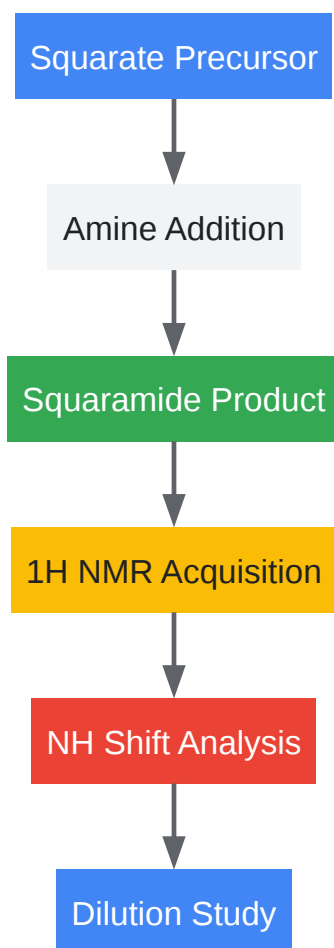 Squarate Precursor
Amine Addition
Squaramide Product
1H NMR Acquisition
NH Shift Analysis
Dilution Study